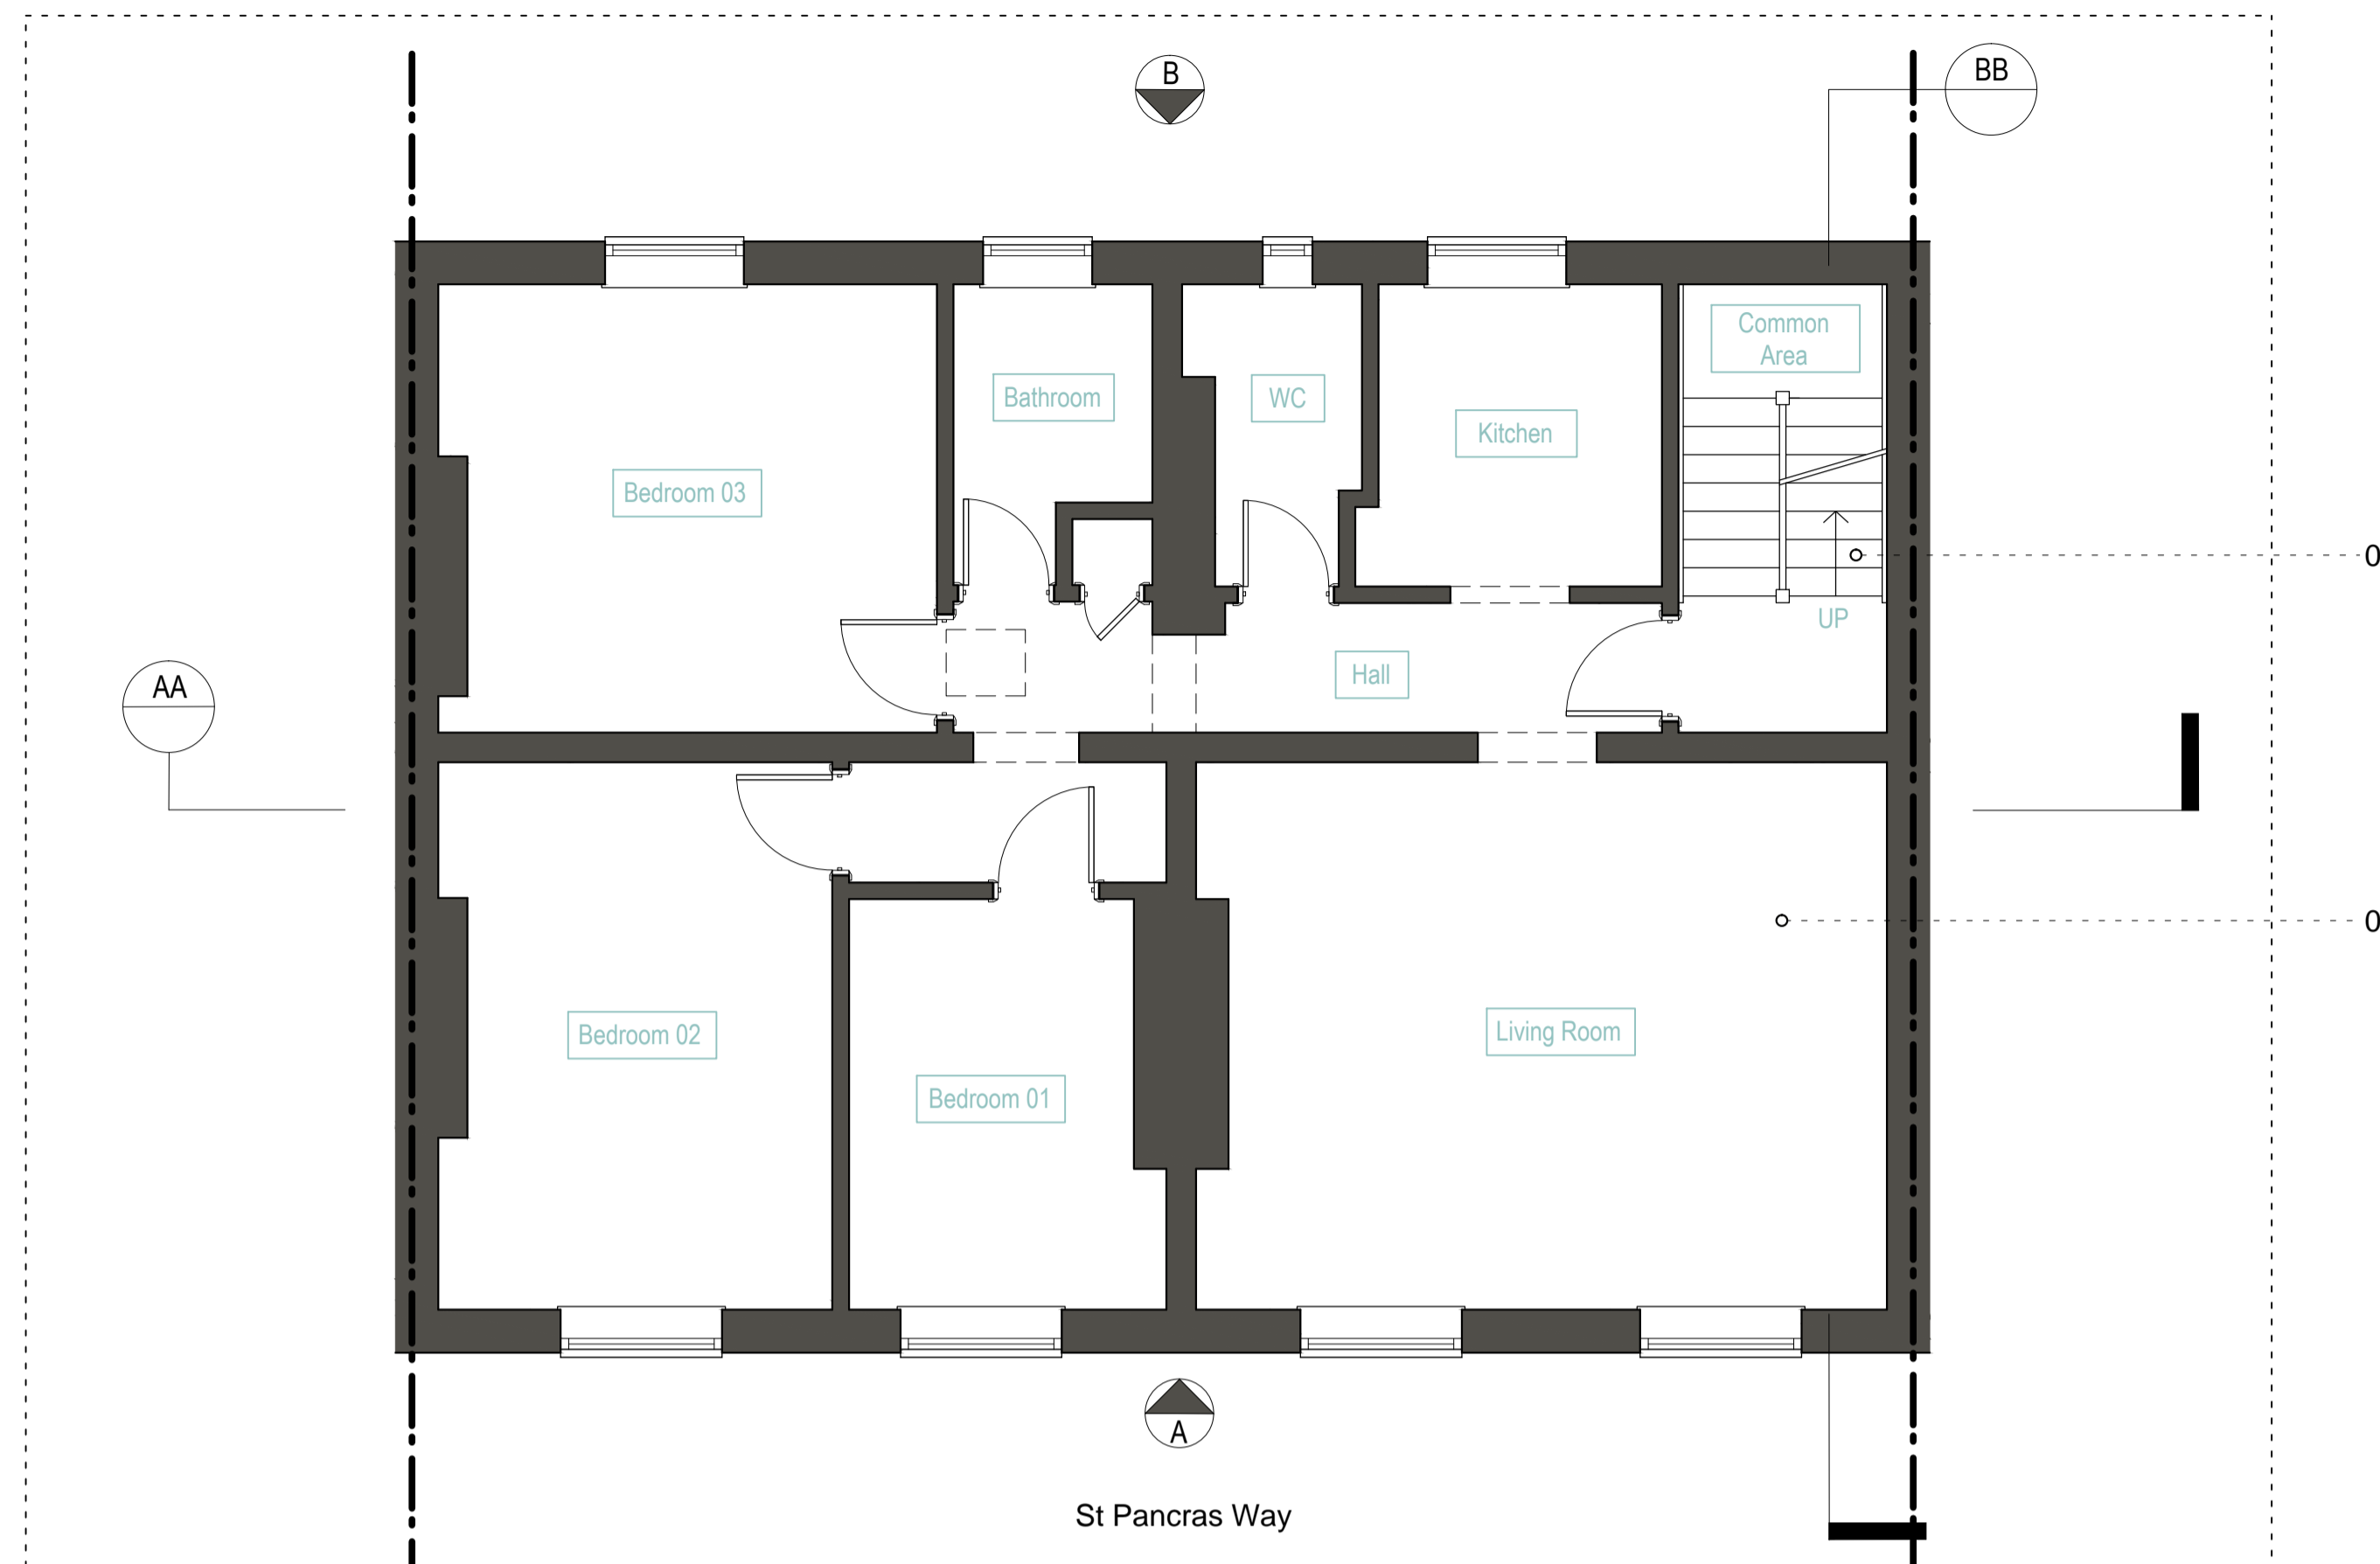 B
BB
Common
Area
Bathroom
WC
Kitchen
Bedroom 03
0
UP
Hall
AA
0
Bedroom 02
Living Room
Bedroom 01
A
St Pancras Way